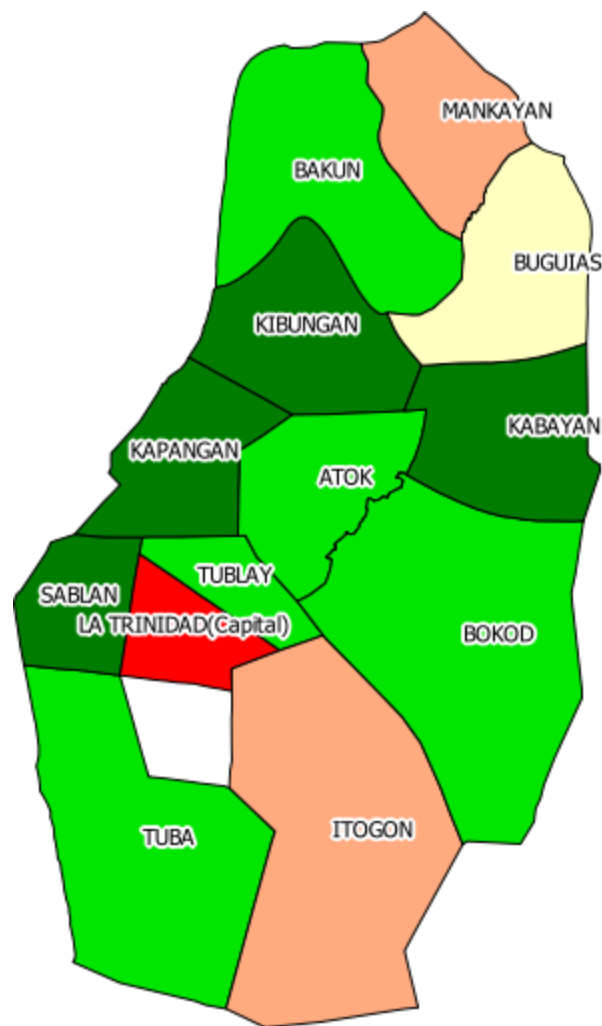 MANKAYAN
BAKUN
BUGUIAS
KIBUNGAN
KABAYAN
KAPANGAN
ATOK
TUBLAY
SABLAN
LA TRINIDAD(Capital)
BOKOD
ITOGON
TUBA